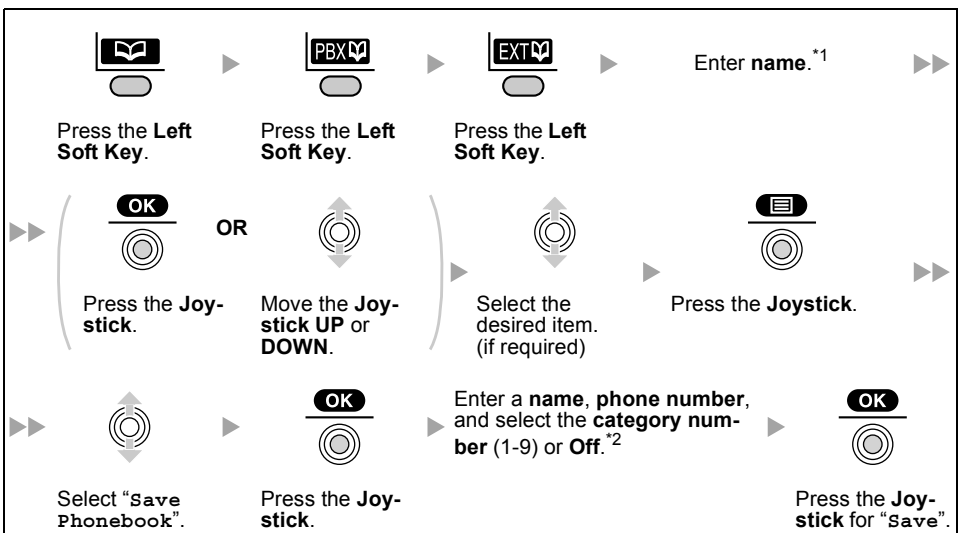 PBX
EXT
Enter name.*1
Press the Left
Soft Key.
Press the Left
Soft Key.
Press the Left
Soft Key.
OK
OR
Press the Joy-
stick.
Move the Joy-
stick UP or
DOWN.
Select the
desired item.
(if required)
Press the Joystick.
OK
Enter a name, phone number,
and select the category num-
ber (1-9) or Off.*2
OK
Select “Save
Phonebook”.
Press the Joy-
stick.
Press the Joy-
stick for “Save”.